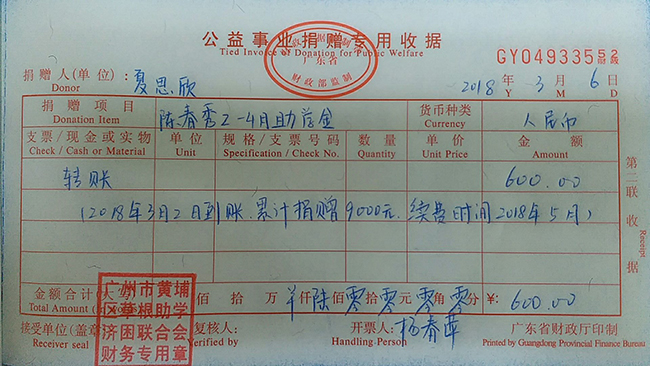 公益事业捐赠专用收据
Tied Invoice of Donation for Public Welfare
广东省
财政部监制
GY04933552
捐赠人(单位): 夏思欣
Donor
2018 年 3 月 6 日
Y M D
捐赠项目 陈春秀2-4月助学金 货币种类 人民币
Donation Item Currency
支票/现金或实物 单位 规格/支票号码 数量 单价 金额
Check / Cash or Material Unit Specification / Check No. Quantity Unit Price Amount
转账 600.00
(2018年3月2日到账.累计捐赠9000元.续费时间2018年5月)
金额合计(大 佰 拾 万 仟陆佰零拾零元零角零分 ¥: 600.00
Total Amount
广州市黄埔
区草根助学
济困联合会
财务专用章
接受单位(盖章 复核人: 开票人: 杨春萍 广东省财政厅印制
Receiver seal Verified by Handling-Person Printed by Guangdong Provincial Finance Bureau
第二联 收据
Receipt